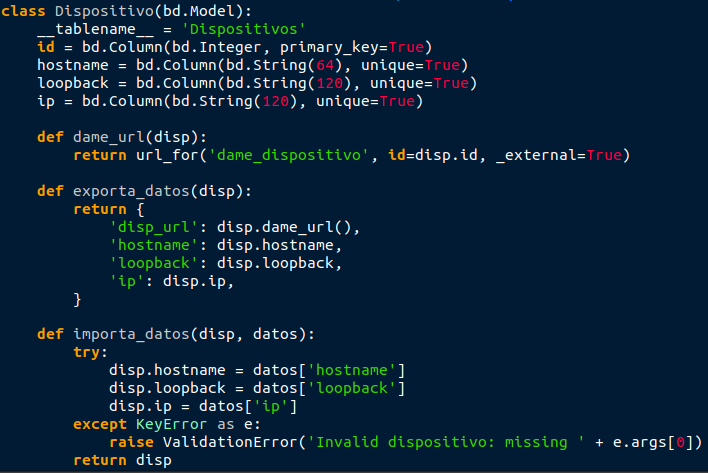 class Dispositivo(bd.Model):
    __tablename__ = 'Dispositivos'
    id = bd.Column(bd.Integer, primary_key=True)
    hostname = bd.Column(bd.String(64), unique=True)
    loopback = bd.Column(bd.String(120), unique=True)
    ip = bd.Column(bd.String(120), unique=True)

    def dame_url(disp):
        return url_for('dame_dispositivo', id=disp.id, _external=True)

    def exporta_datos(disp):
        return {
            'disp_url': disp.dame_url(),
            'hostname': disp.hostname,
            'loopback': disp.loopback,
            'ip': disp.ip,
        }

    def importa_datos(disp, datos):
        try:
            disp.hostname = datos['hostname']
            disp.loopback = datos['loopback']
            disp.ip = datos['ip']
        except KeyError as e:
            raise ValidationError('Invalid dispositivo: missing ' + e.args[0])
        return disp